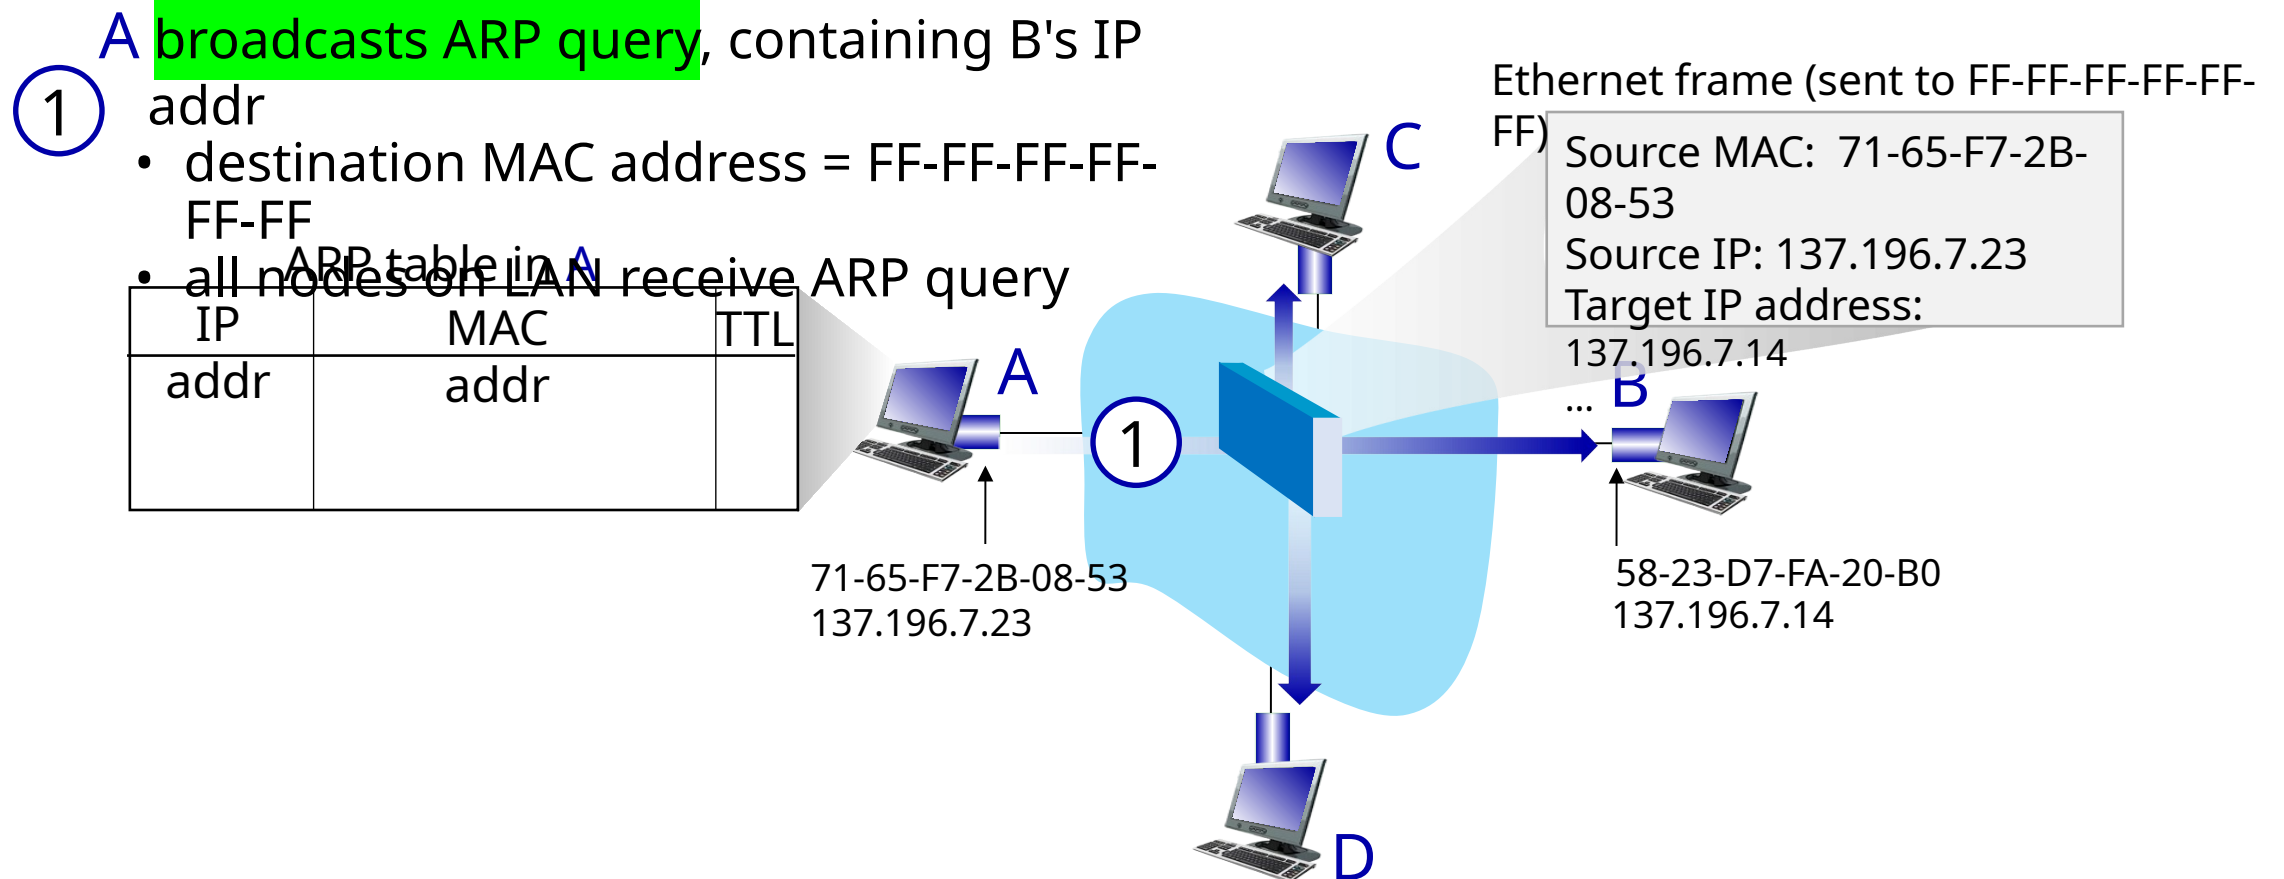 A broadcasts ARP query, containing B's IP
addr
1
• destination MAC address = FF-FF-FF-FF-
FF-FF
• all nodes on LAN receive ARP query
ARP table in A
IP
addr
MAC
addr
TTL
Ethernet frame (sent to FF-FF-FF-FF-FF-
FF)
Source MAC: 71-65-F7-2B-
08-53
Source IP: 137.196.7.23
Target IP address:
137.196.7.14
...
C
A
B
1
71-65-F7-2B-08-53
137.196.7.23
58-23-D7-FA-20-B0
137.196.7.14
D